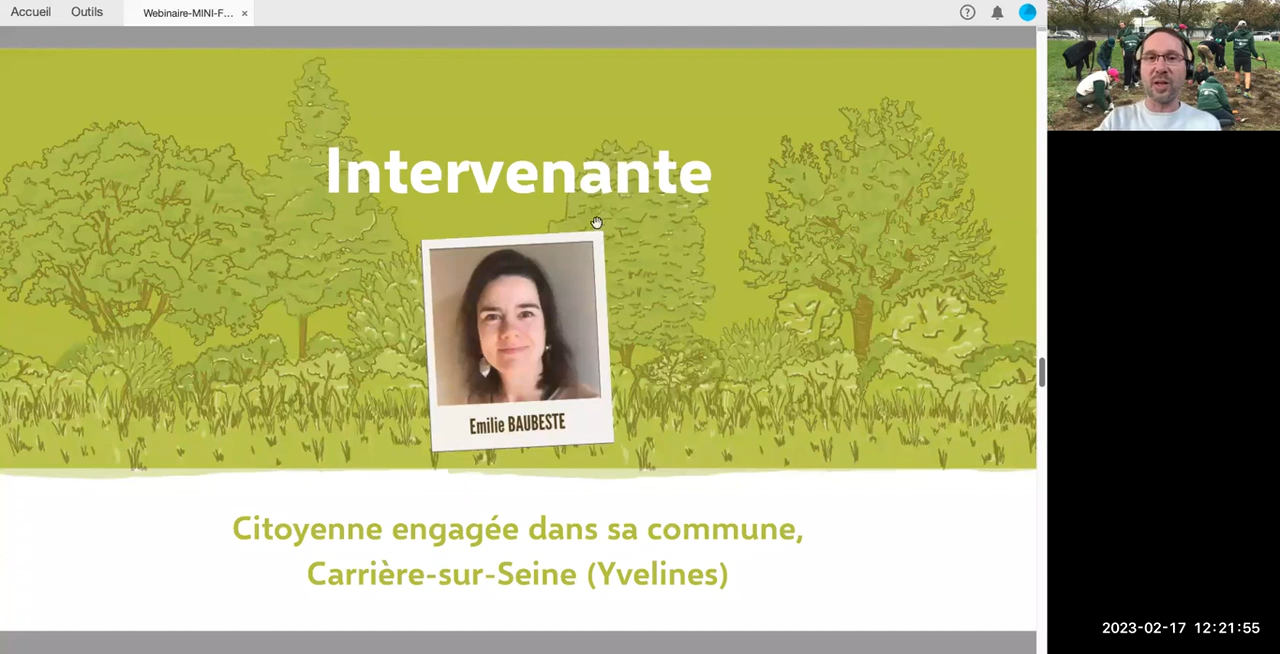 Accueil Outils Webinaire-MINI-F... ×
Intervenante
Emilie BAUBESTE
Citoyenne engagée dans sa commune,
Carrière-sur-Seine (Yvelines)
2023-02-17 12:21:55